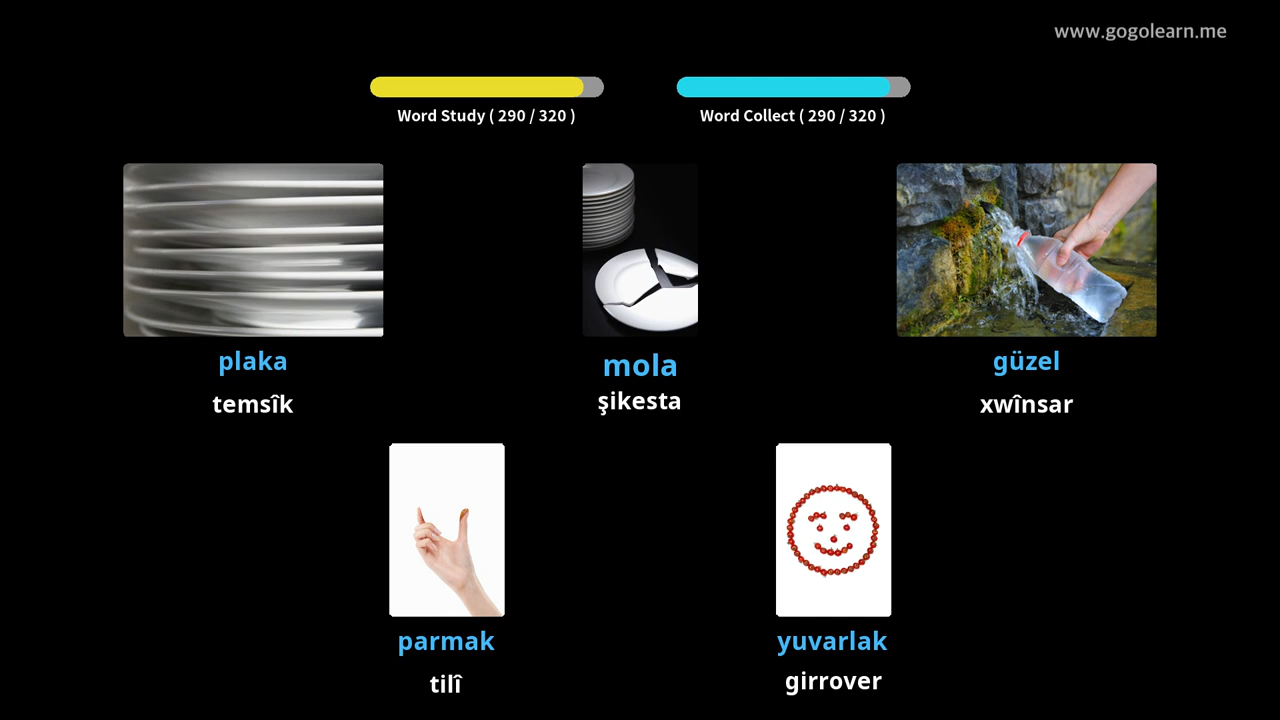 www.gogolearn.me
Word Study ( 290 / 320 )
Word Collect ( 290 / 320 )
plaka
temsîk
mola
şikesta
güzel
xwînsar
parmak
tilî
yuvarlak
girrover